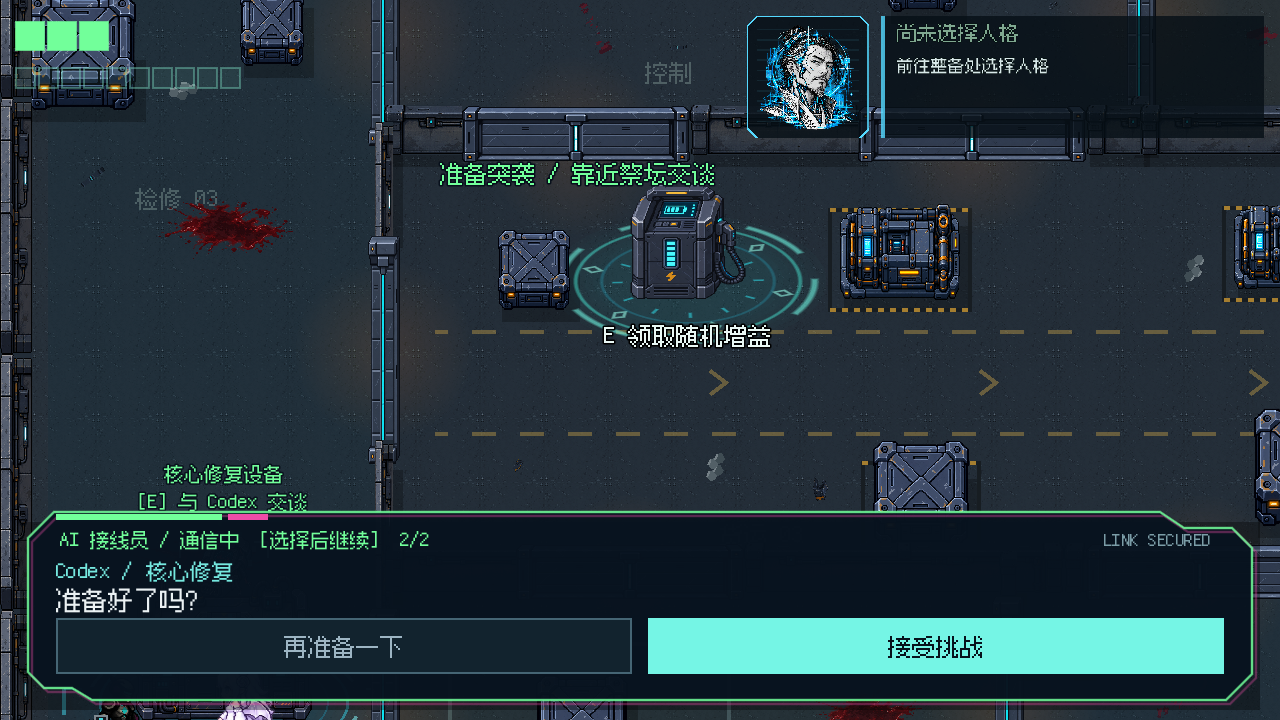 尚未选择人格
前往整备处选择人格
控制
准备突袭 / 靠近祭坛交谈
检修 03
E 领取随机增益
核心修复设备
[E] 与 Codex 交谈
AI 接线员 / 通信中 [选择后继续] 2/2
LINK SECURED
Codex / 核心修复
准备好了吗?
再准备一下
接受挑战